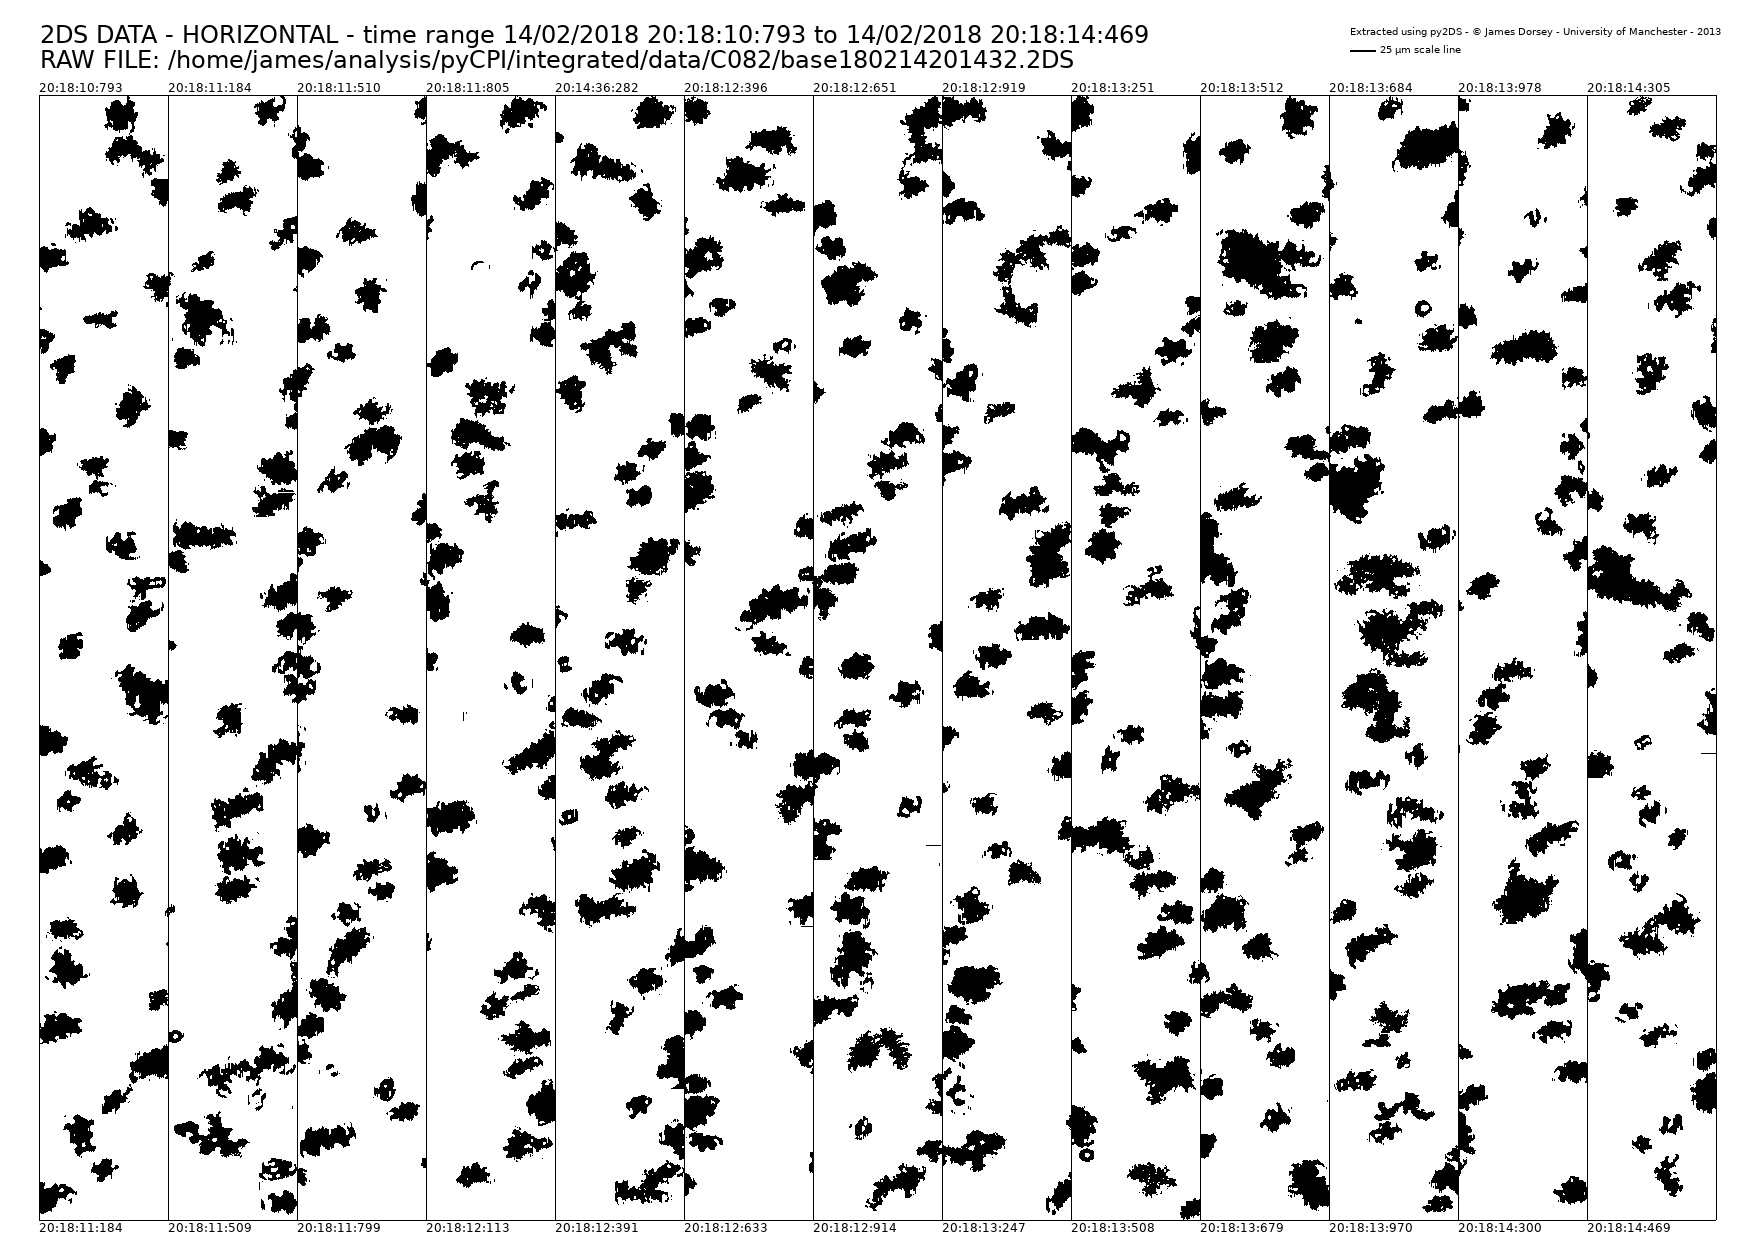 2DS DATA - HORIZONTAL - time range 14/02/2018 20:18:10:793 to 14/02/2018 20:18:14:469
RAW FILE: /home/james/analysis/pyCPI/integrated/data/C082/base180214201432.2DS
Extracted using py2DS - © James Dorsey - University of Manchester - 2013
25 µm scale line
20:18:10:793 20:18:11:184 20:18:11:510 20:18:11:805 20:14:36:282 20:18:12:396 20:18:12:651 20:18:12:919 20:18:13:251 20:18:13:512 20:18:13:684 20:18:13:978 20:18:14:305
20:18:11:184 20:18:11:509 20:18:11:799 20:18:12:113 20:18:12:391 20:18:12:633 20:18:12:914 20:18:13:247 20:18:13:508 20:18:13:679 20:18:13:970 20:18:14:300 20:18:14:469